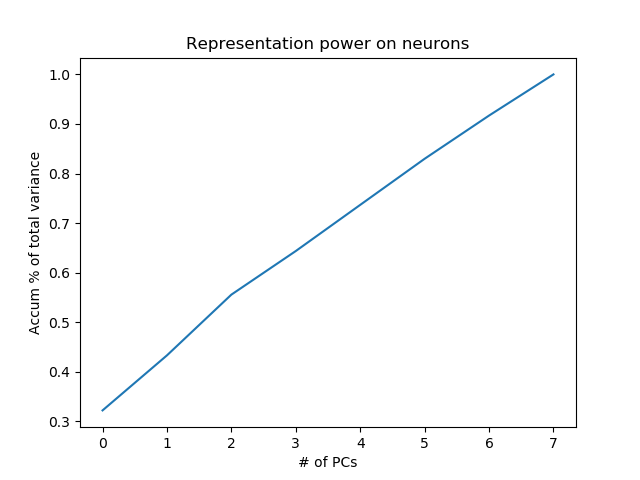 Representation power on neurons
1.0
0.9
0.8
0.7
0.6
0.5
0.4
0.3
Accum % of total variance
0 1 2 3 4 5 6 7
# of PCs